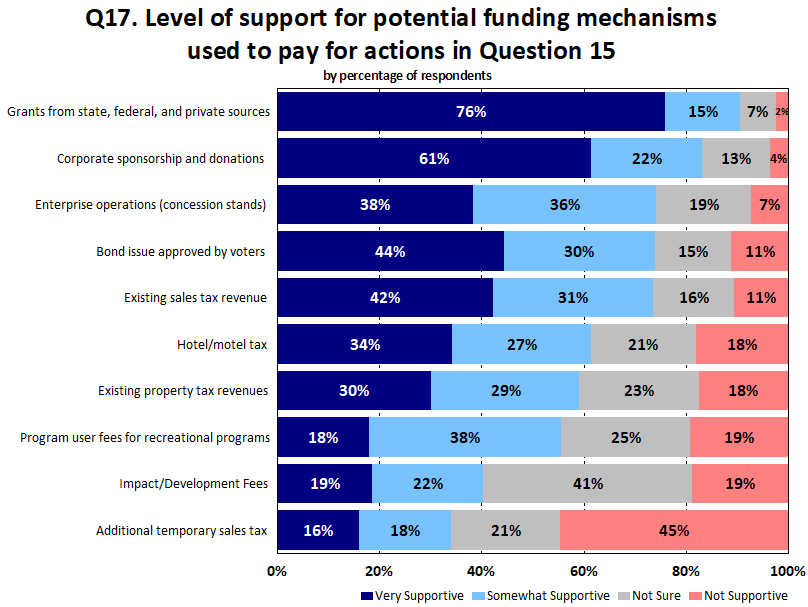 Q17. Level of support for potential funding mechanisms
used to pay for actions in Question 15
by percentage of respondents
Grants from state, federal, and private sources 76% 15% 7% 2%
Corporate sponsorship and donations 61% 22% 13% 4%
Enterprise operations (concession stands) 38% 36% 19% 7%
Bond issue approved by voters 44% 30% 15% 11%
Existing sales tax revenue 42% 31% 16% 11%
Hotel/motel tax 34% 27% 21% 18%
Existing property tax revenues 30% 29% 23% 18%
Program user fees for recreational programs 18% 38% 25% 19%
Impact/Development Fees 19% 22% 41% 19%
Additional temporary sales tax 16% 18% 21% 45%
0% 20% 40% 60% 80% 100%
Very Supportive Somewhat Supportive Not Sure Not Supportive